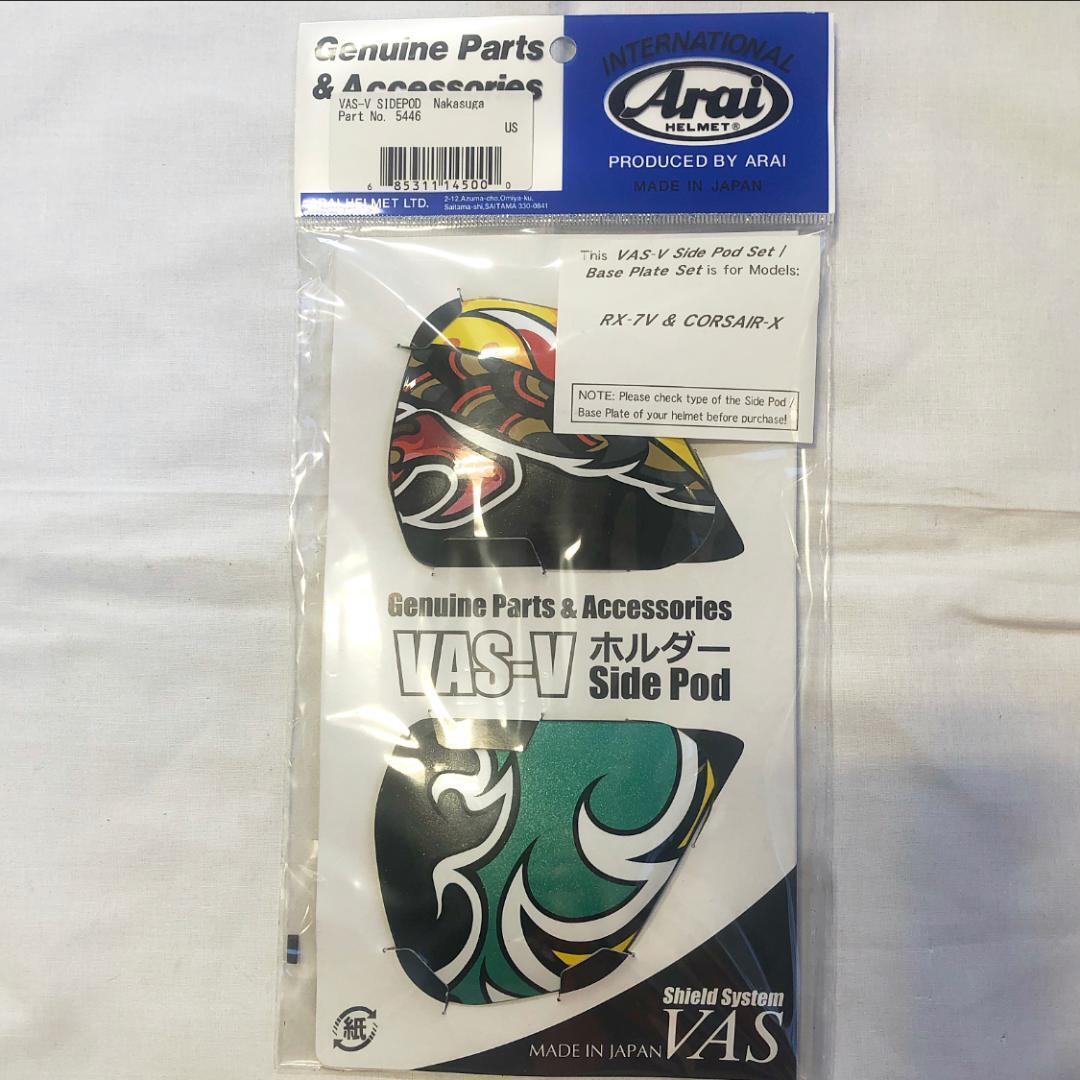 Genuine Parts
& Accessories
VAS-V SIDEPOD Nakasuga
Part No. 5446
US
6 85311 14500 0
ARAI HELMET LTD.
2-12, Azuma-cho, Omiya-ku,
Saitama-shi, SAITAMA 330-0841
INTERNATIONAL
Arai
HELMET®
PRODUCED BY ARAI
MADE IN JAPAN
This VAS-V Side Pod Set /
Base Plate Set is for Models:
RX-7V & CORSAIR-X
NOTE: Please check type of the Side Pod /
Base Plate of your helmet before purchase!
Genuine Parts & Accessories
VAS-V ホルダー
Side Pod
紙
Shield System
MADE IN JAPAN VAS